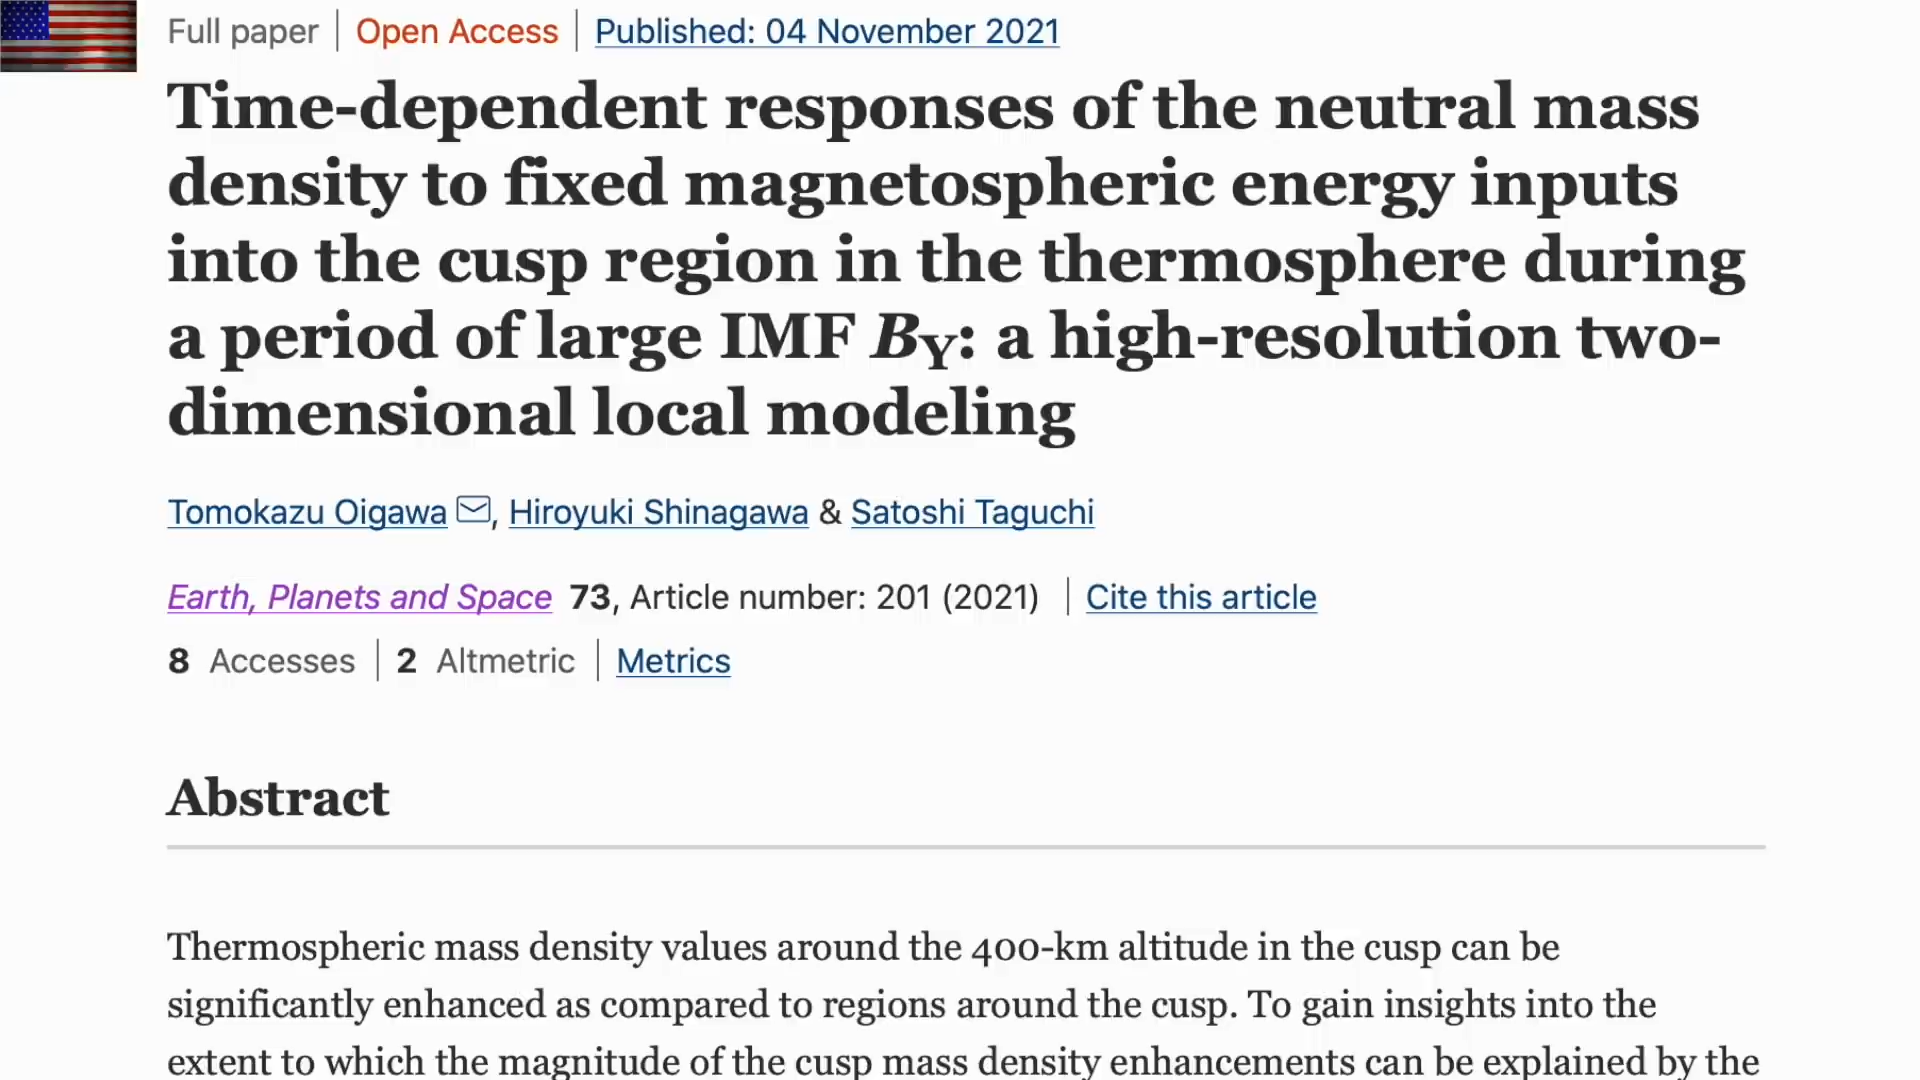 Full paper | Open Access | Published: 04 November 2021
Time-dependent responses of the neutral mass
density to fixed magnetospheric energy inputs
into the cusp region in the thermosphere during
a period of large IMF BY: a high-resolution two-
dimensional local modeling
Tomokazu Oigawa, Hiroyuki Shinagawa & Satoshi Taguchi
Earth, Planets and Space 73, Article number: 201 (2021) | Cite this article
8 Accesses | 2 Altmetric | Metrics
Abstract
Thermospheric mass density values around the 400-km altitude in the cusp can be
significantly enhanced as compared to regions around the cusp. To gain insights into the
extent to which the magnitude of the cusp mass density enhancements can be explained by the